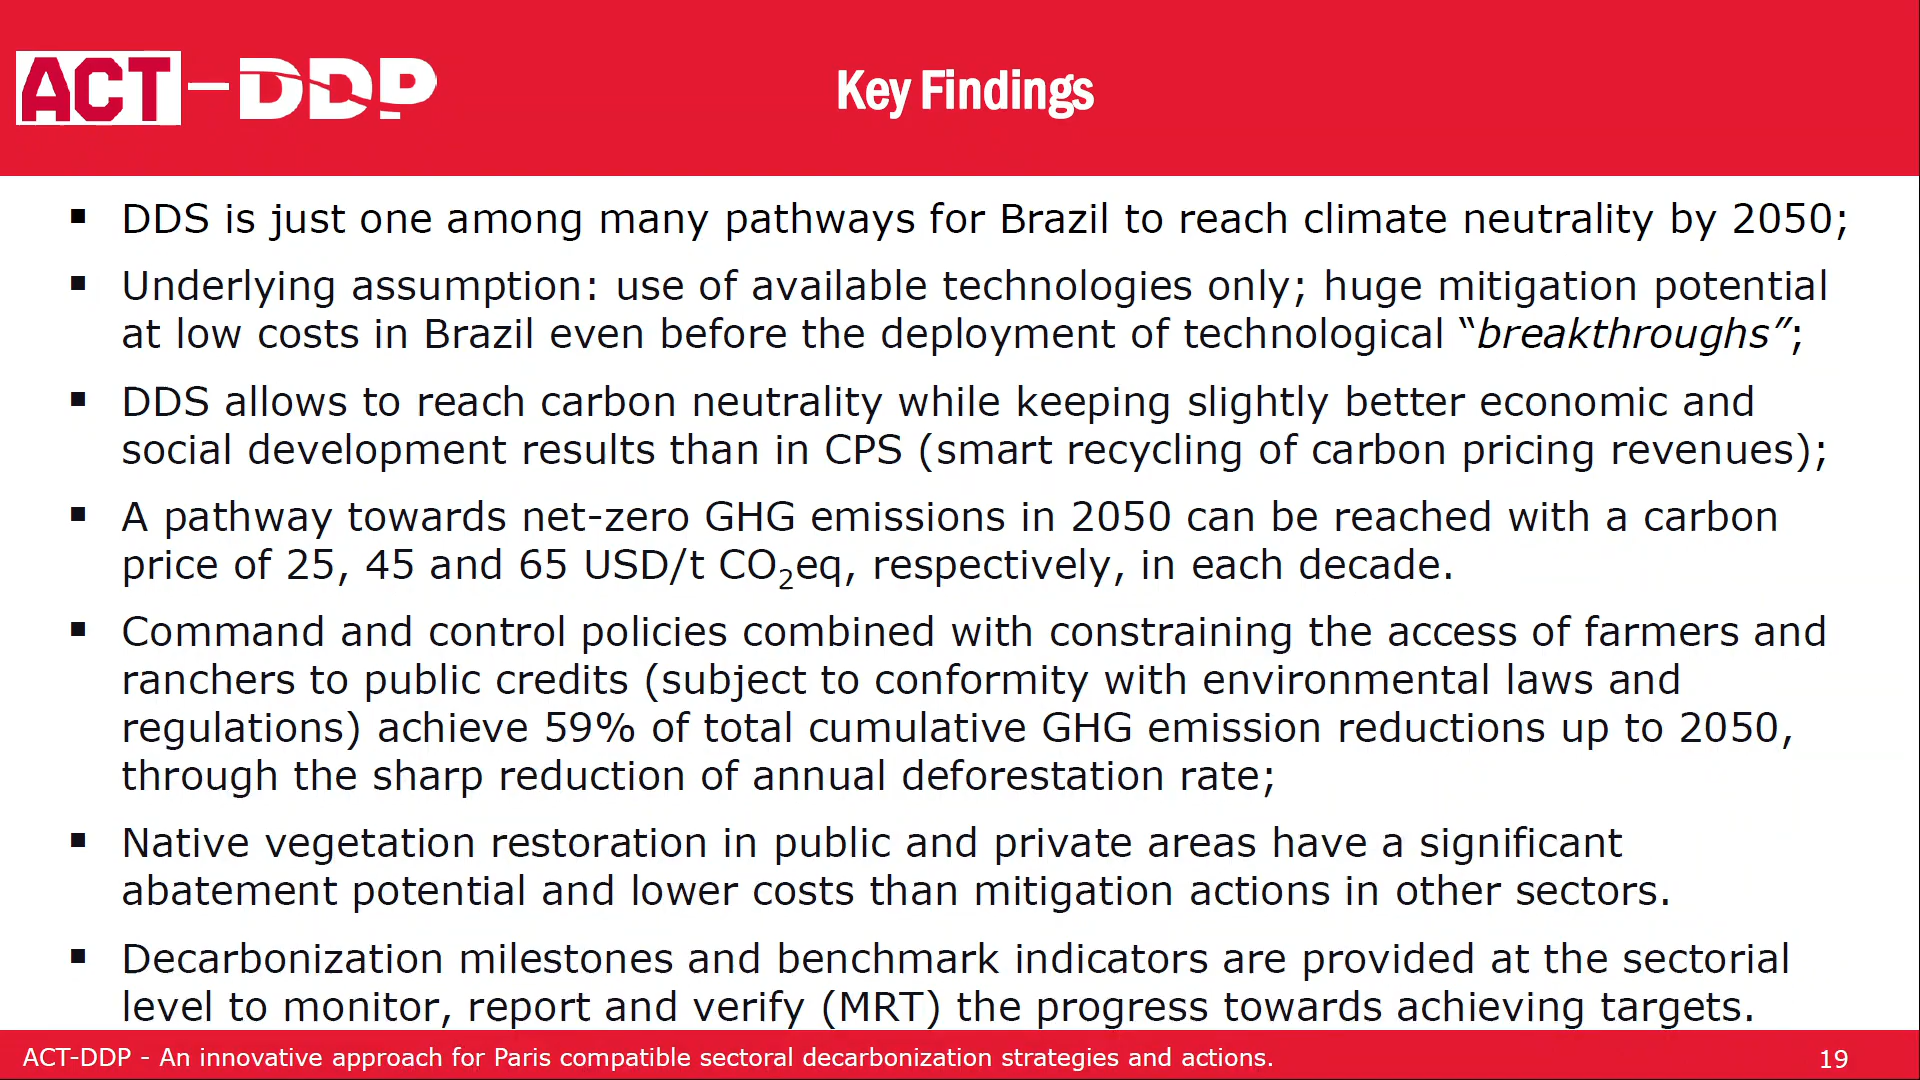 ACT-DDP
Key Findings
▪ DDS is just one among many pathways for Brazil to reach climate neutrality by 2050;
▪ Underlying assumption: use of available technologies only; huge mitigation potential
at low costs in Brazil even before the deployment of technological “breakthroughs”;
▪ DDS allows to reach carbon neutrality while keeping slightly better economic and
social development results than in CPS (smart recycling of carbon pricing revenues);
▪ A pathway towards net-zero GHG emissions in 2050 can be reached with a carbon
price of 25, 45 and 65 USD/t CO₂eq, respectively, in each decade.
▪ Command and control policies combined with constraining the access of farmers and
ranchers to public credits (subject to conformity with environmental laws and
regulations) achieve 59% of total cumulative GHG emission reductions up to 2050,
through the sharp reduction of annual deforestation rate;
▪ Native vegetation restoration in public and private areas have a significant
abatement potential and lower costs than mitigation actions in other sectors.
▪ Decarbonization milestones and benchmark indicators are provided at the sectorial
level to monitor, report and verify (MRT) the progress towards achieving targets.
ACT-DDP - An innovative approach for Paris compatible sectoral decarbonization strategies and actions.
19